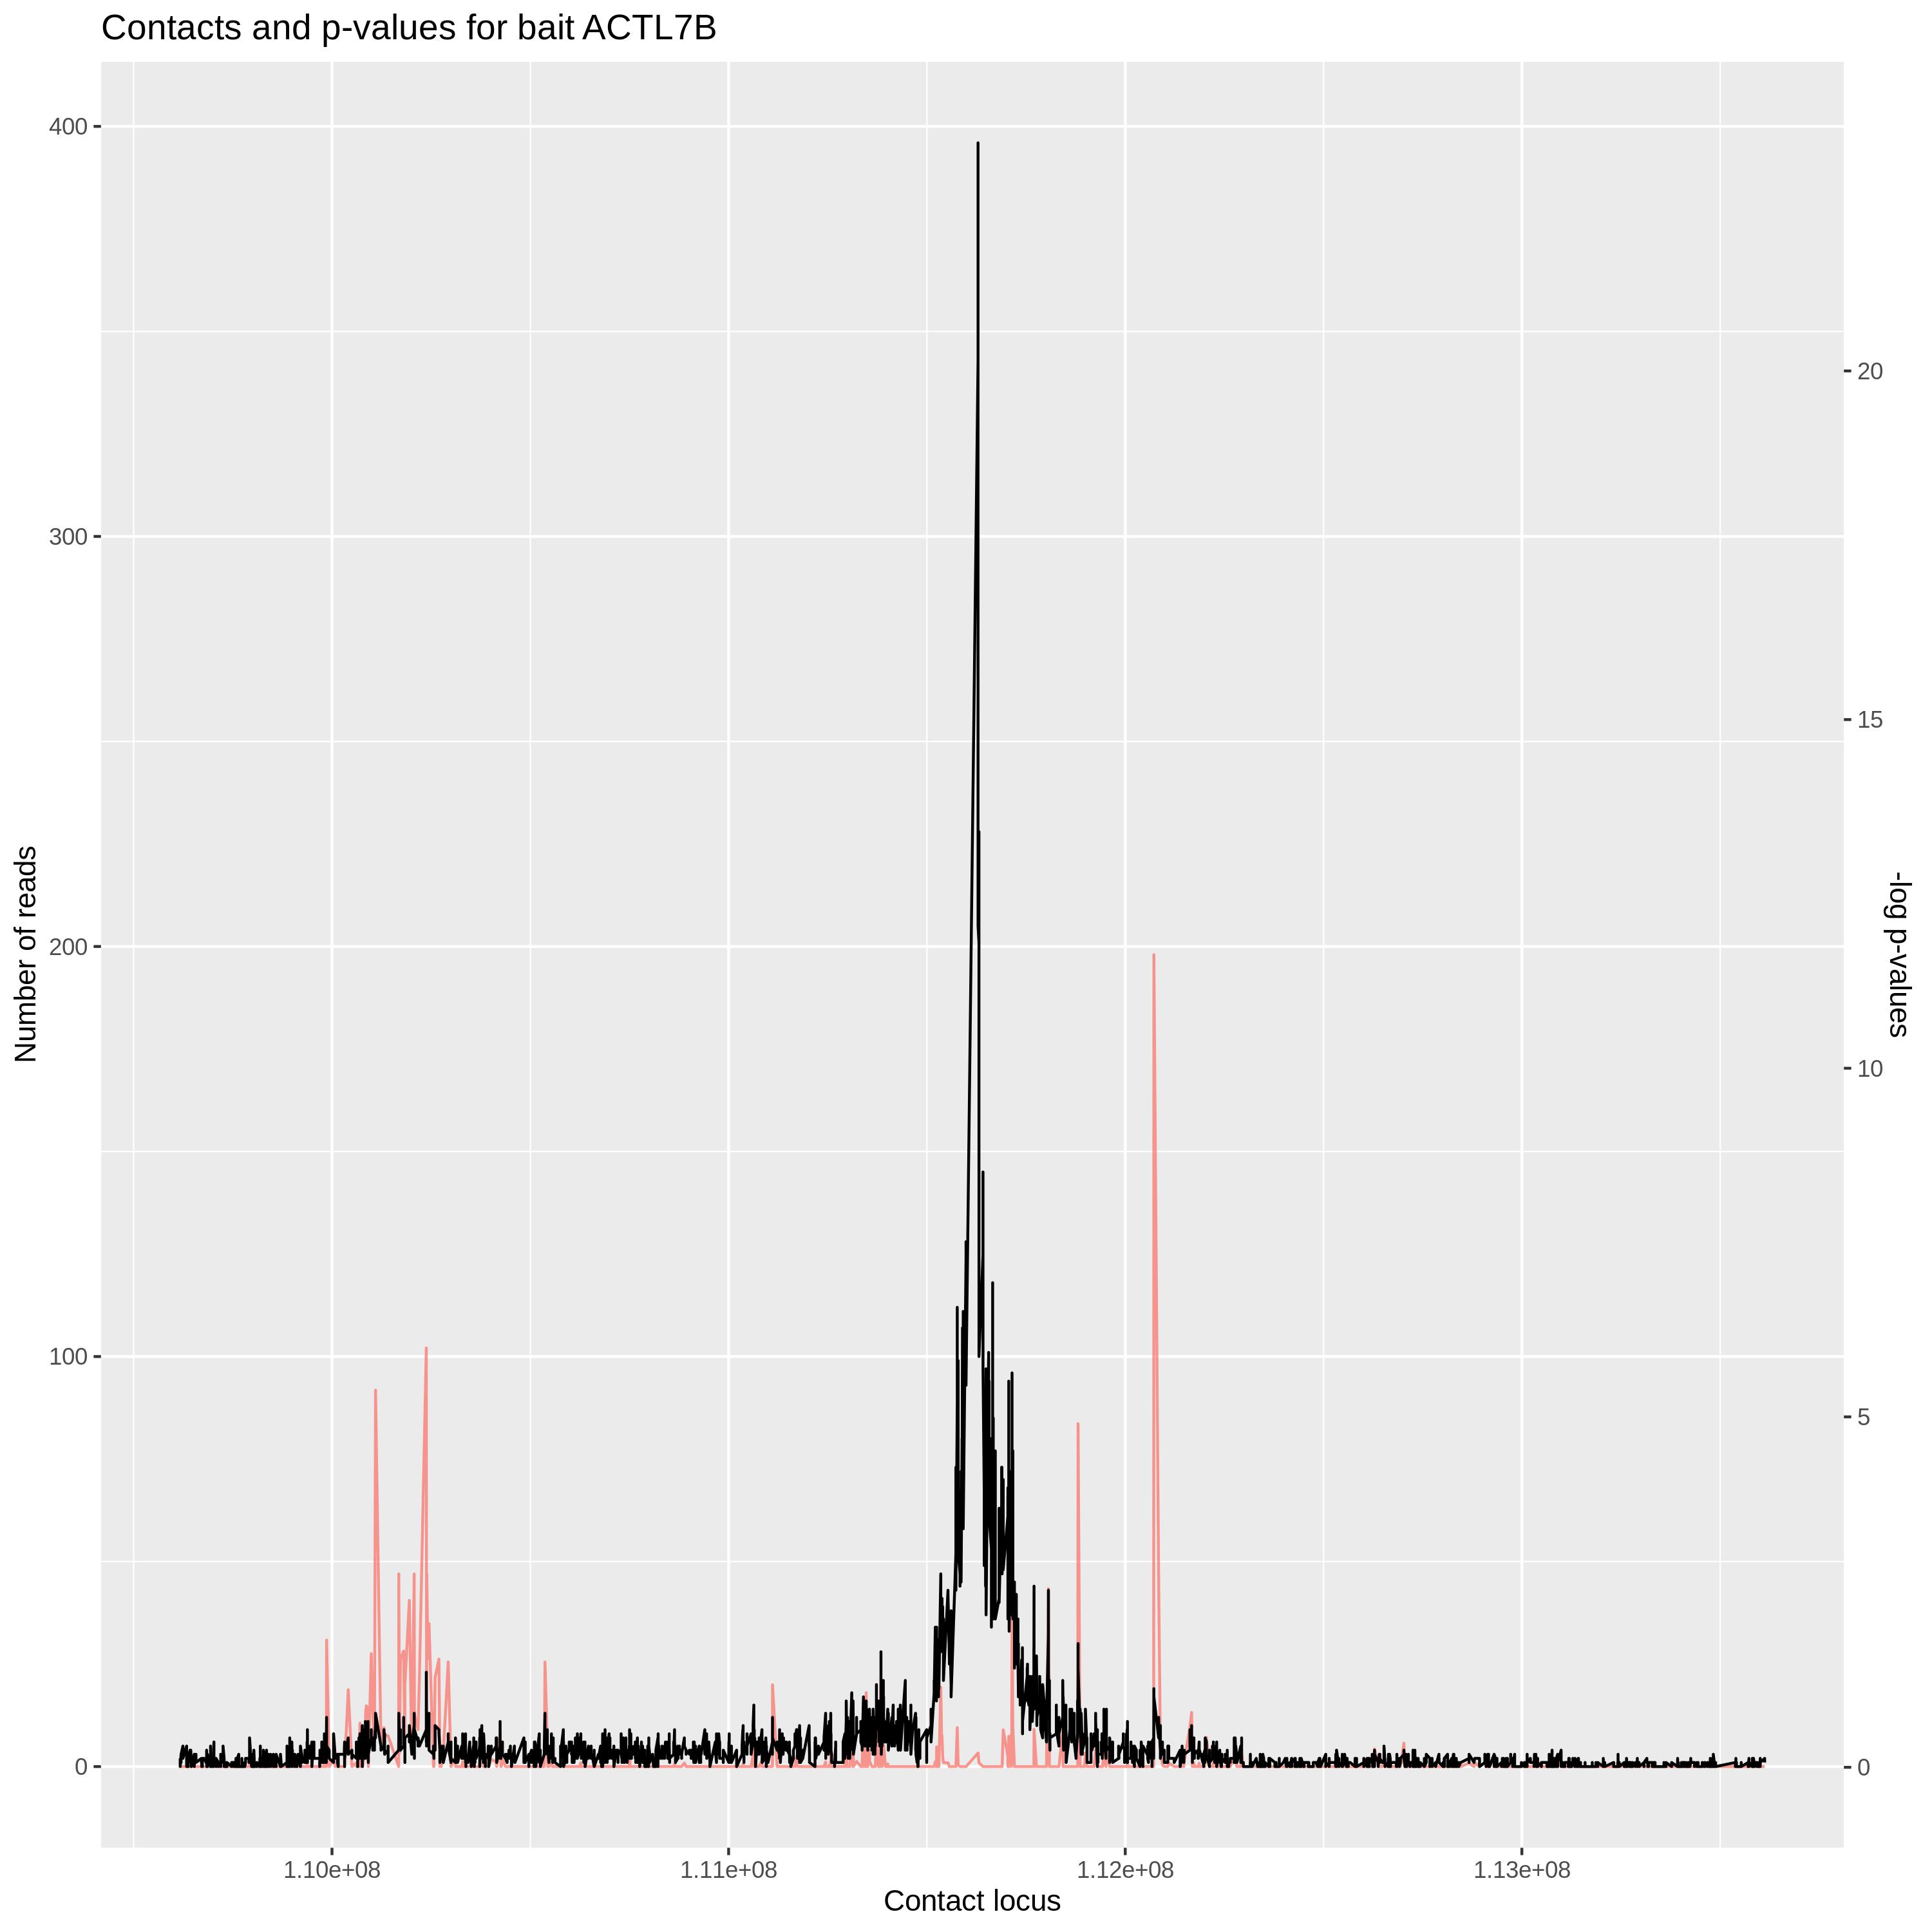 Contacts and p-values for bait ACTL7B
400
300
200
100
0
Number of reads
20
15
10
5
0
-log p-values
1.10e+08
1.11e+08
1.12e+08
1.13e+08
Contact locus